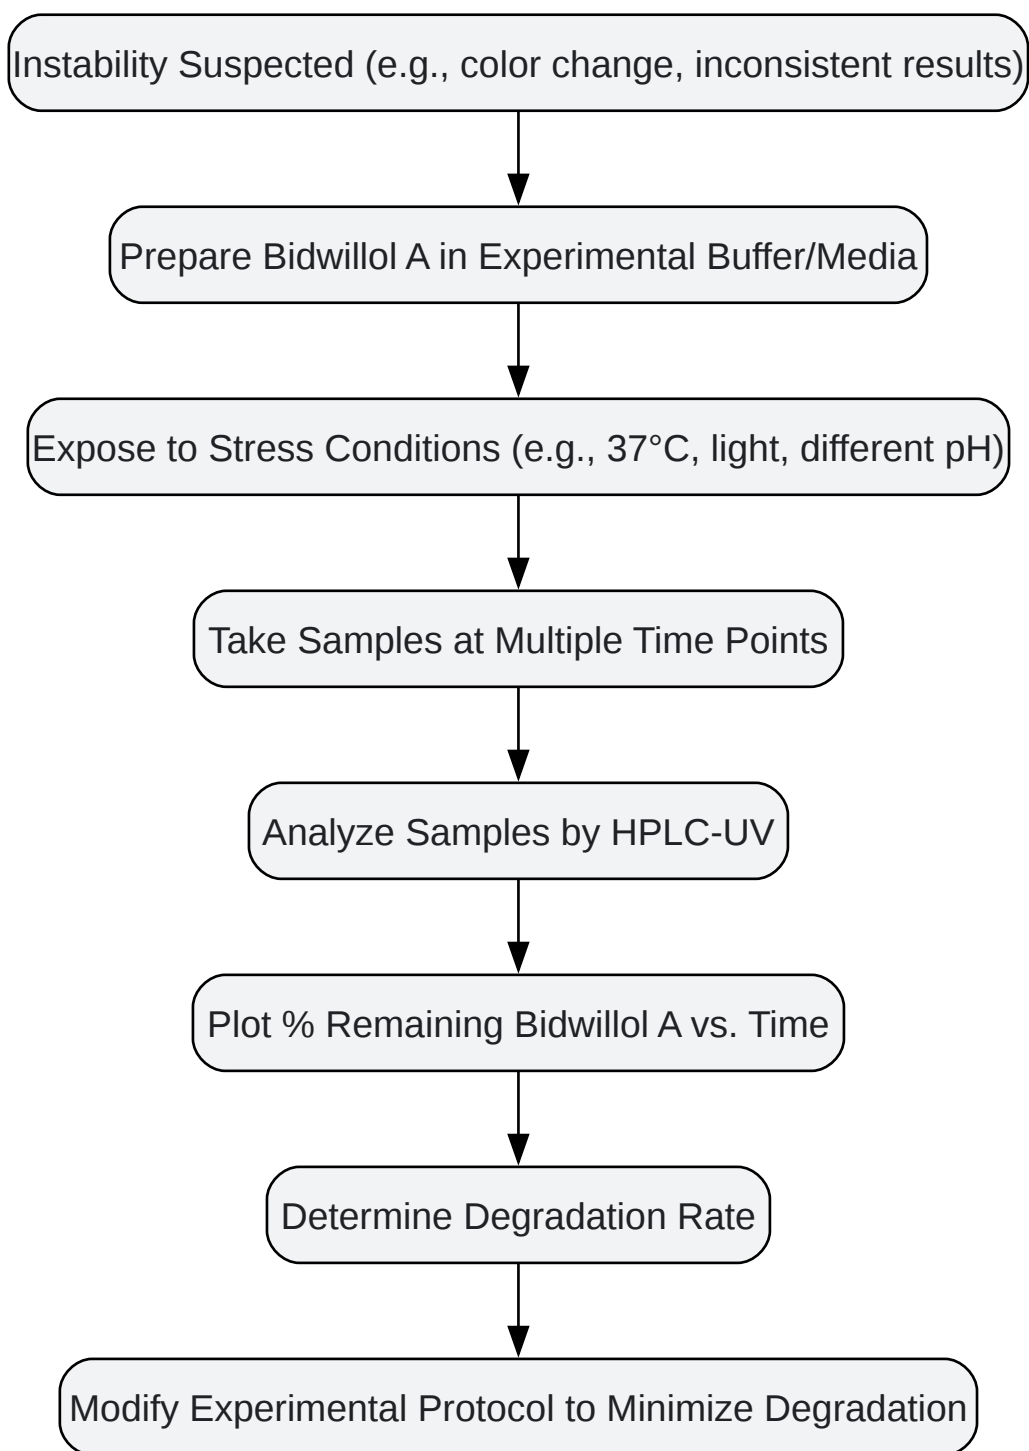 Instability Suspected (e.g., color change, inconsistent results)
Prepare Bidwillol A in Experimental Buffer/Media
Expose to Stress Conditions (e.g., 37°C, light, different pH)
Take Samples at Multiple Time Points
Analyze Samples by HPLC-UV
Plot % Remaining Bidwillol A vs. Time
Determine Degradation Rate
Modify Experimental Protocol to Minimize Degradation